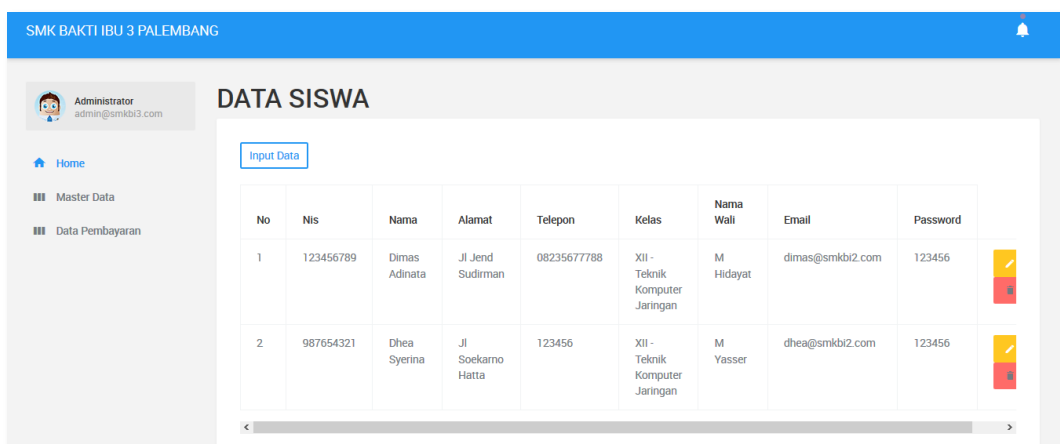 SMK BAKTI IBU 3 PALEMBANG
Administrator
admin@smkbi3.com
Home
Master Data
Data Pembayaran
DATA SISWA
Input Data
No Nis Nama Alamat Telepon Kelas Nama Wali Email Password
1 123456789 Dimas Adinata Jl Jend Sudirman 08235677788 XII - Teknik Komputer Jaringan M Hidayat dimas@smkbi2.com 123456
2 987654321 Dhea Syerina Jl Soekarno Hatta 123456 XII - Teknik Komputer Jaringan M Yasser dhea@smkbi2.com 123456